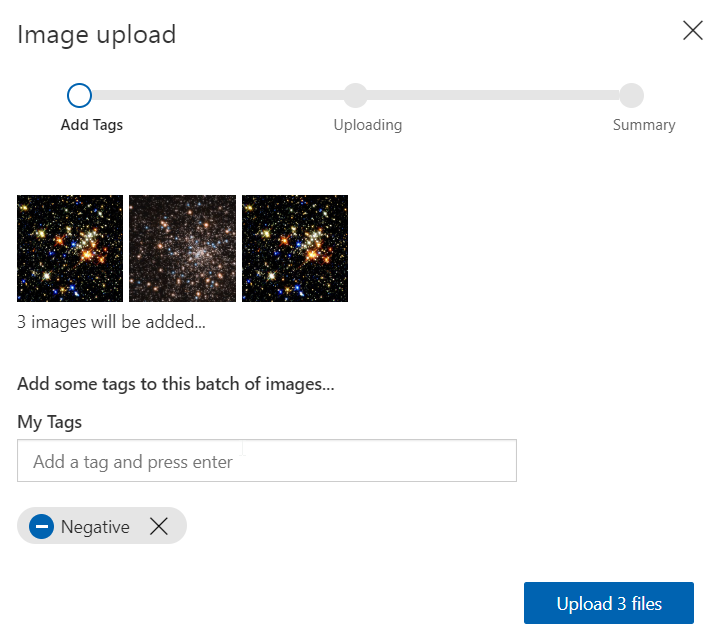 Image upload
Add Tags
Uploading
Summary
3 images will be added...
Add some tags to this batch of images...
My Tags
Add a tag and press enter
Negative
Upload 3 files